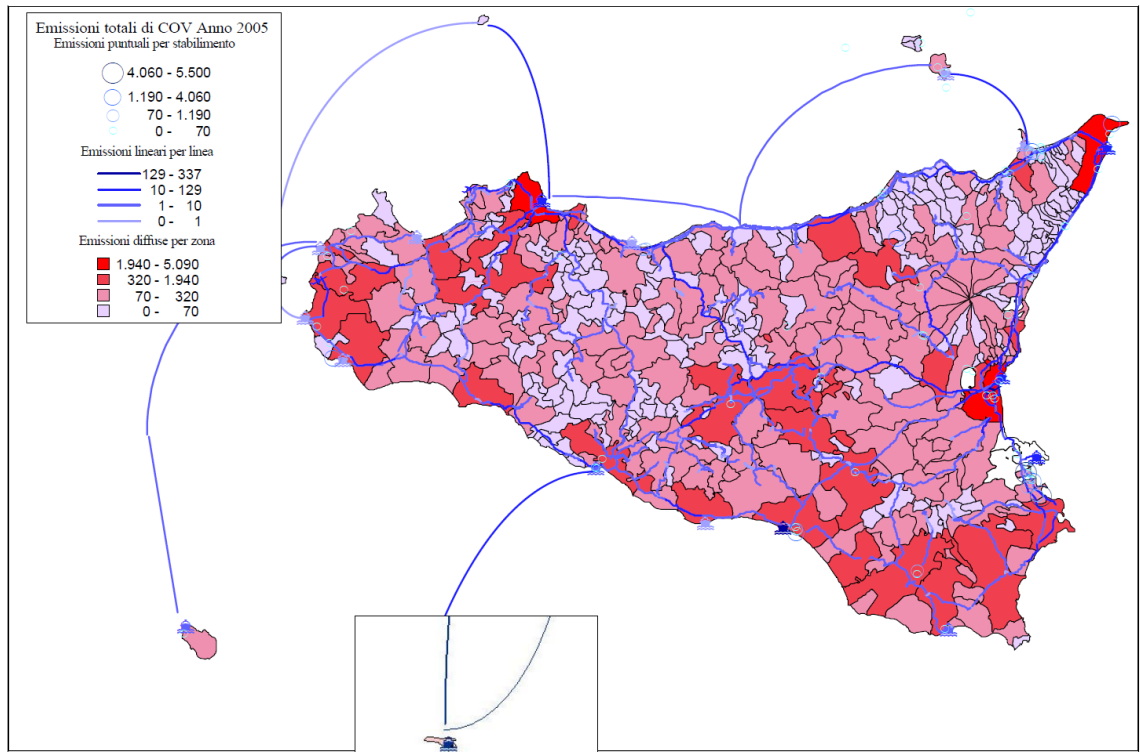 Emissioni totali di COV Anno 2005
Emissioni puntuali per stabilimento
4.060 - 5.500
1.190 - 4.060
70 - 1.190
0 - 70
Emissioni lineari per linea
129 - 337
10 - 129
1 - 10
0 - 1
Emissioni diffuse per zona
1.940 - 5.090
320 - 1.940
70 - 320
0 - 70